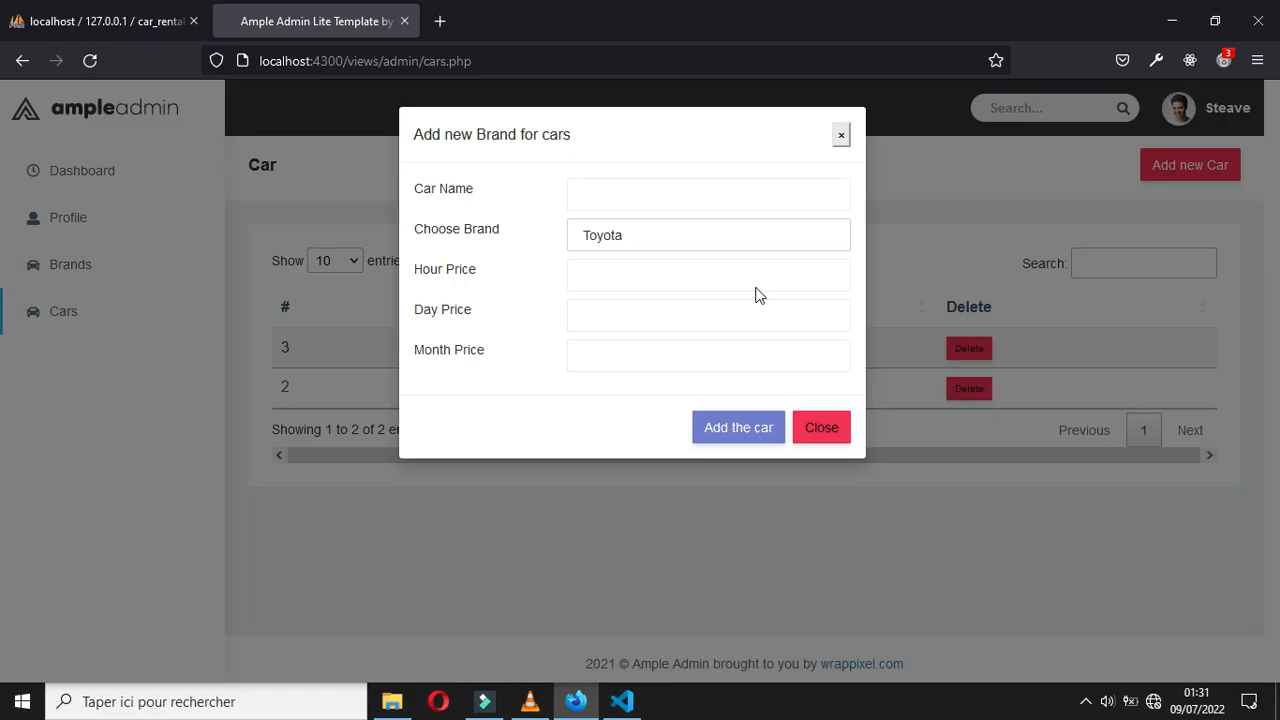 localhost / 127.0.0.1 / car_renta
Ample Admin Lite Template by
localhost:4300/views/admin/cars.php
3
ampleadmin
Search...
Steave
Dashboard
Profile
Brands
Cars
Car
Add new Car
Add new Brand for cars
×
Car Name
Choose Brand
Toyota
Hour Price
Day Price
Month Price
Add the car
Close
Show 10 entrie
Search:
#
Delete
3
Delete
2
Delete
Showing 1 to 2 of 2 e
Previous 1 Next
2021 © Ample Admin brought to you by wrappixel.com
Taper ici pour rechercher
01:31
09/07/2022